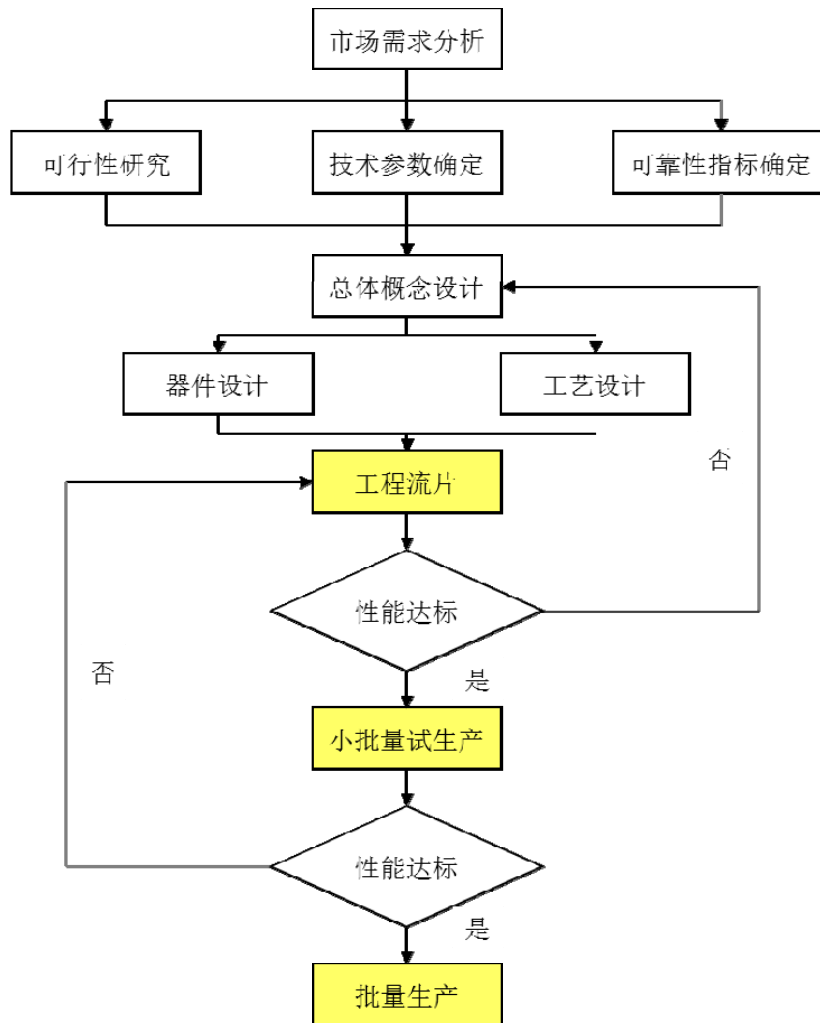 市场需求分析
可行性研究
技术参数确定
可靠性指标确定
总体概念设计
器件设计
工艺设计
否
工程流片
性能达标
否
是
小批量试生产
性能达标
是
批量生产